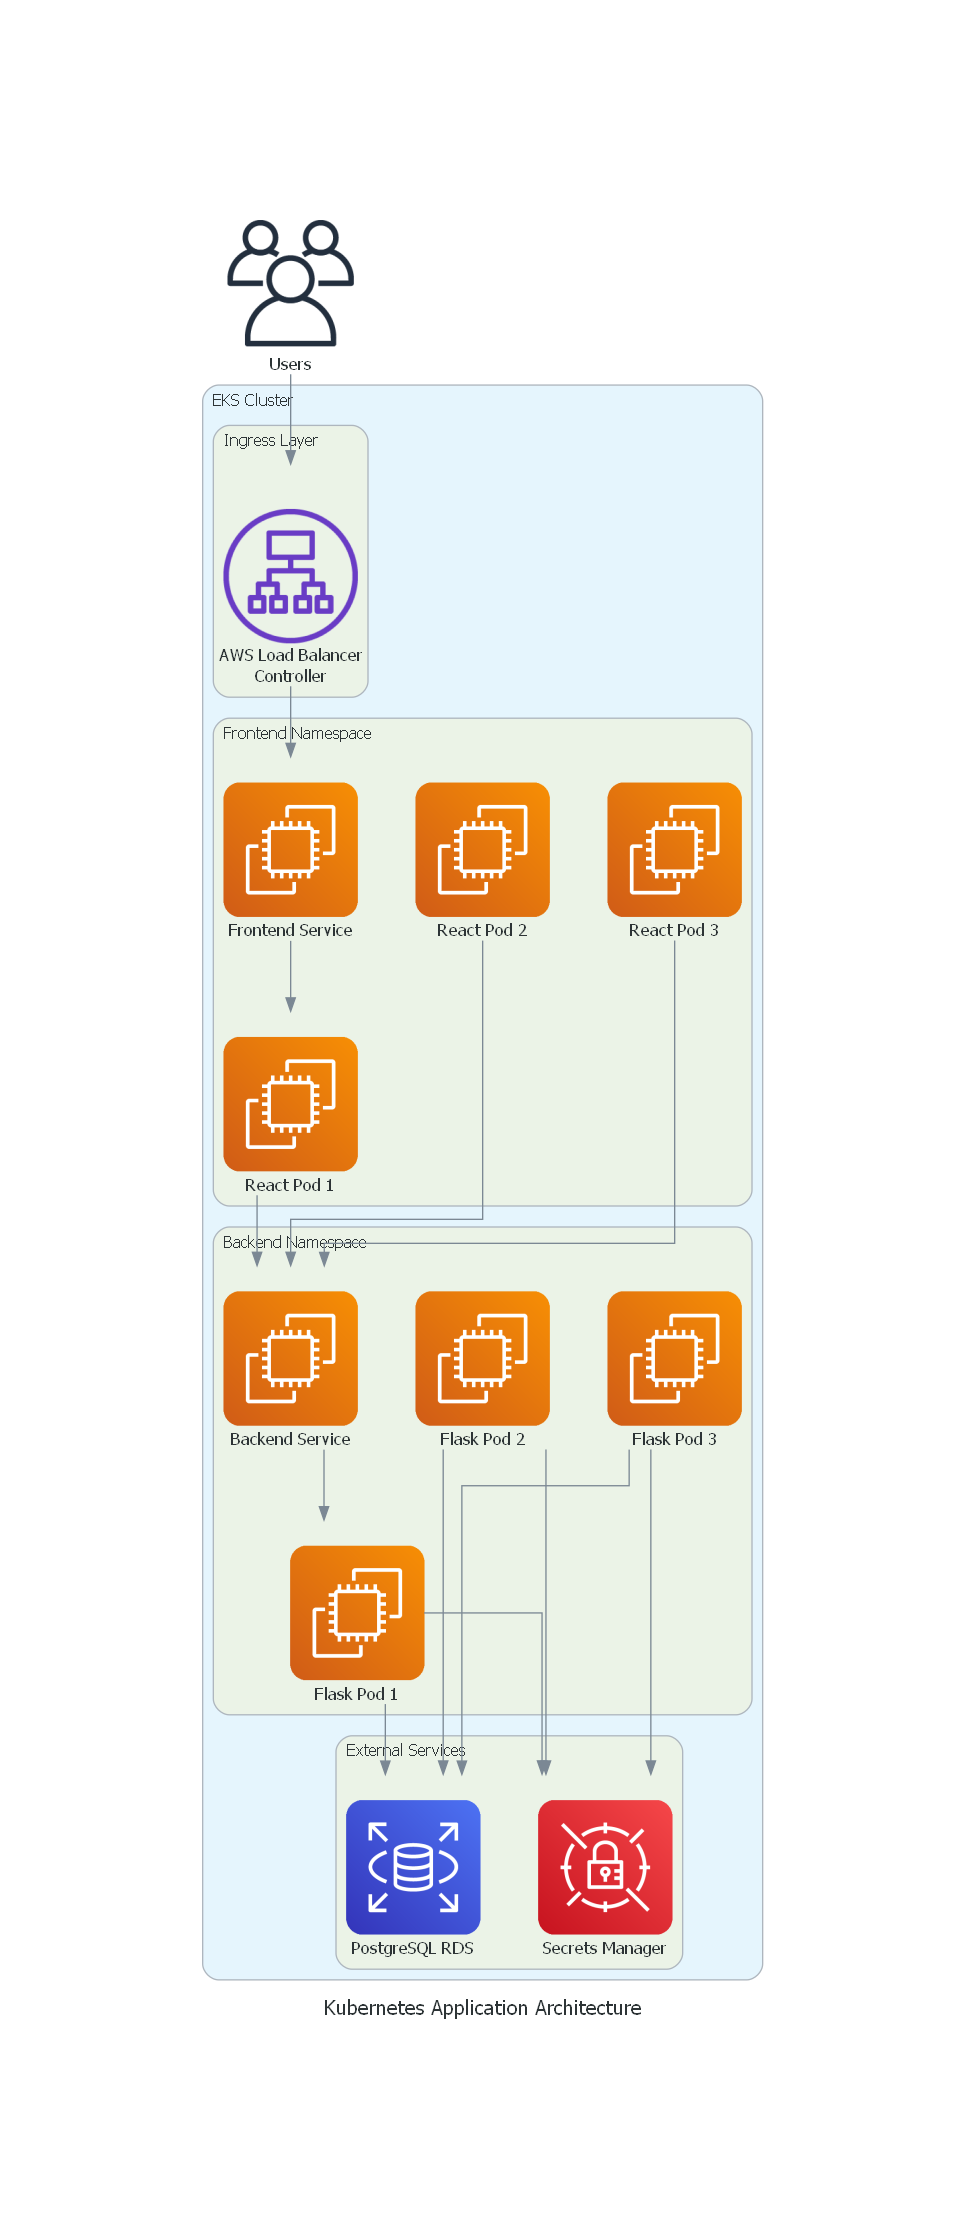 Users
EKS Cluster
Ingress Layer
AWS Load Balancer
Controller
Frontend Namespace
Frontend Service
React Pod 2
React Pod 3
React Pod 1
Backend Namespace
Backend Service
Flask Pod 2
Flask Pod 3
Flask Pod 1
External Services
PostgreSQL RDS
Secrets Manager
Kubernetes Application Architecture